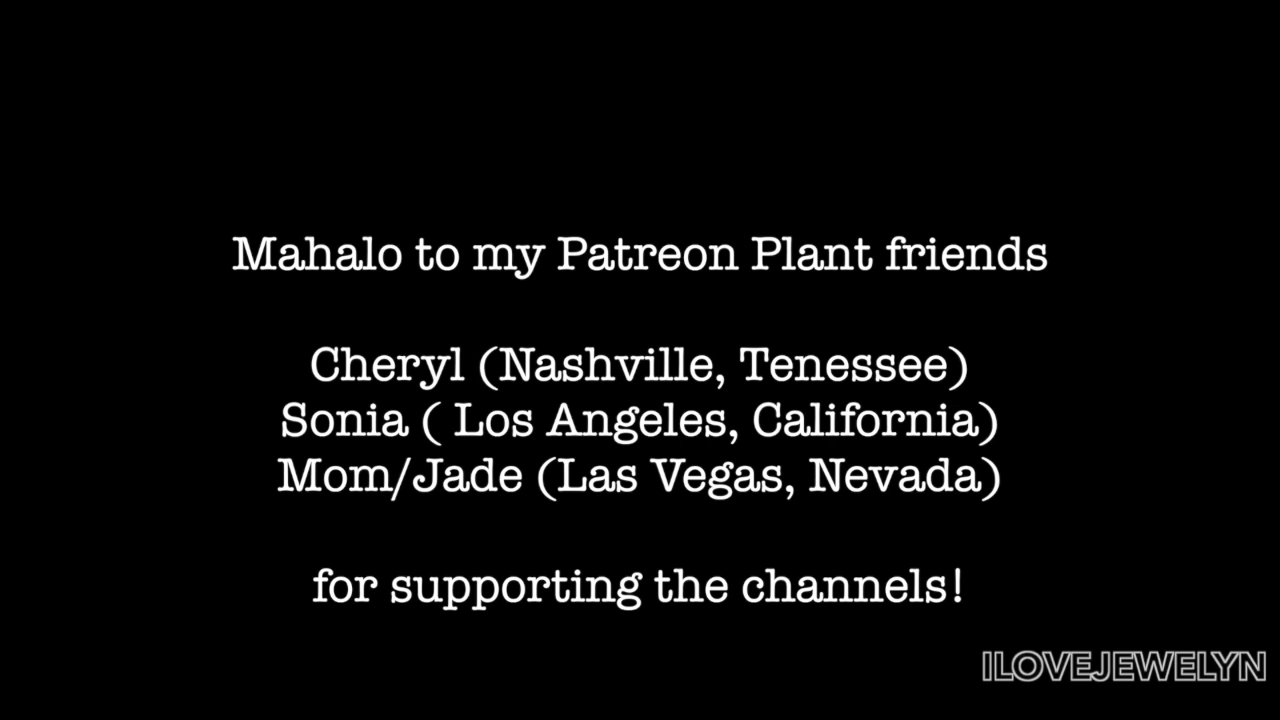 Mahalo to my Patreon Plant friends
Cheryl (Nashville, Tenessee)
Sonia ( Los Angeles, California)
Mom/Jade (Las Vegas, Nevada)
for supporting the channels!
ILOVEJEWELYN